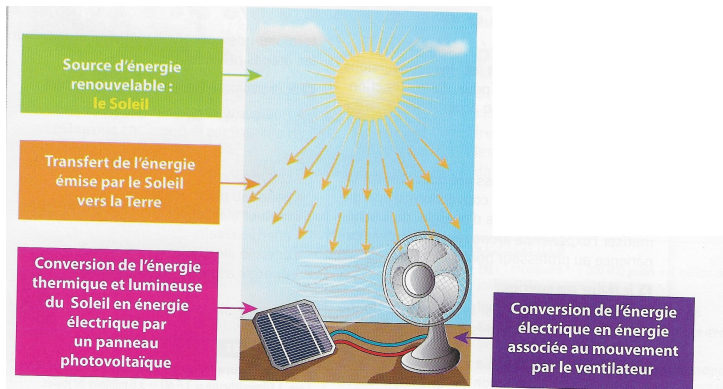 Source d'énergie
renouvelable :
le Soleil
Transfert de l'énergie
émise par le Soleil
vers la Terre
Conversion de l'énergie
thermique et lumineuse
du Soleil en énergie
électrique par
un panneau
photovoltaïque
Conversion de l'énergie
électrique en énergie
associée au mouvement
par le ventilateur